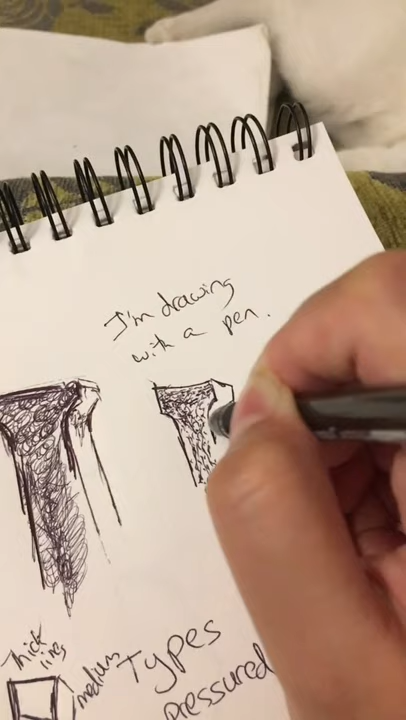 I'm drawing
with a pen.
Thick
lines
medium
Types
pressured